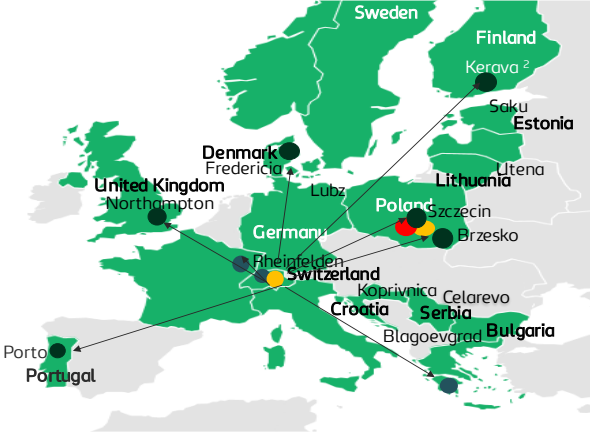 Sweden
Finland
Kerava ²
Saku
Estonia
Denmark
Fredericia
Utena
Lithuania
United Kingdom
Lubz
Northampton
Poland
Szczecin
Germany
Brzesko
Rheinfelden
Switzerland
Koprivnica
Celarevo
Croatia
Serbia
Bulgaria
Blagoevgrad
Porto
Portugal